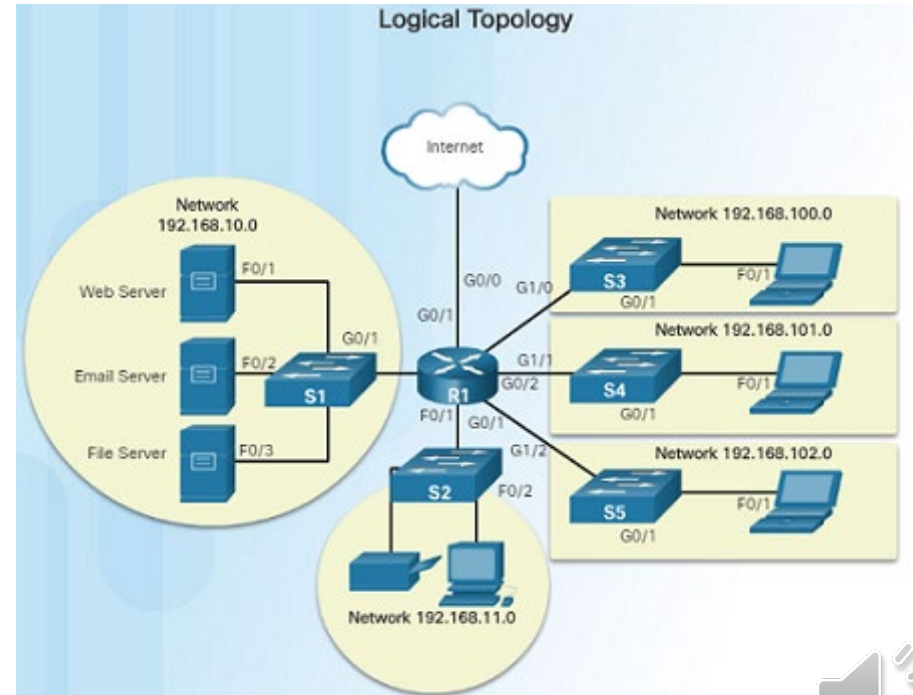 Logical Topology
Internet
Network
192.168.10.0
Web Server
F0/1
Email Server
F0/2
File Server
F0/3
G0/1
S1
G0/0
G0/1
G1/0
R1
G1/1
G0/2
F0/1
G0/1
G1/2
S2
F0/2
Network 192.168.11.0
Network 192.168.100.0
S3
G0/1
F0/1
Network 192.168.101.0
S4
G0/1
F0/1
Network 192.168.102.0
S5
G0/1
F0/1